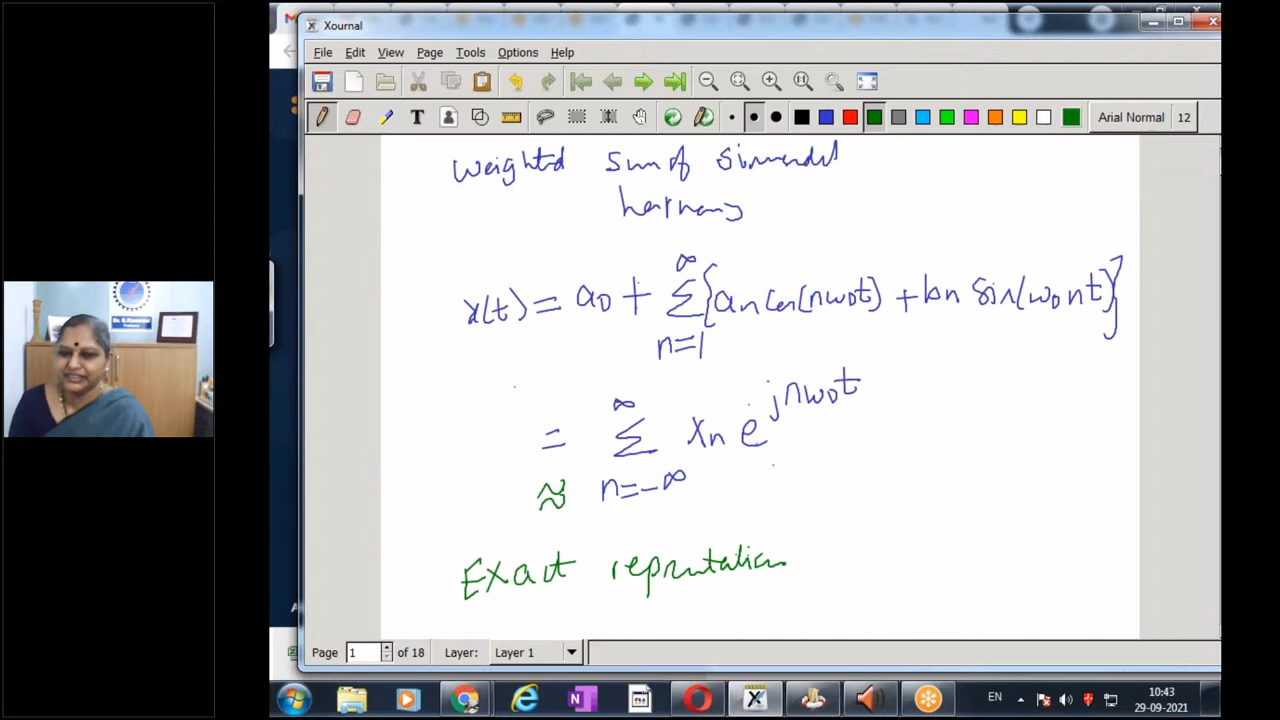 Xournal
File Edit View Page Tools Options Help
Arial Normal 12
Weighted sum of sinusoidal
x(t) = a0 + ∞ Σ n=1 {an cos(nω0t) + bn sin(ω0nt)}
= ∞ Σ n=-∞ xn e^jnω0t
≈
Exact
Page 1 of 18 Layer: Layer 1
EN 10:43
29-09-2021